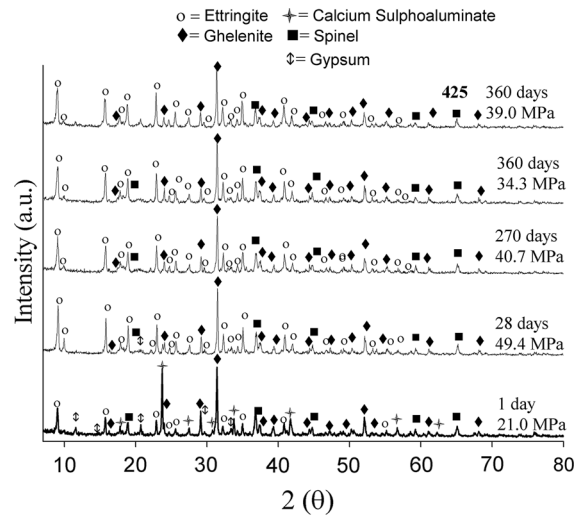 o = Ettringite ✦= Calcium Sulphoaluminate
♦= Ghelenite ■= Spinel
⇕= Gypsum
425 360 days
39.0 MPa
360 days
34.3 MPa
270 days
40.7 MPa
28 days
49.4 MPa
1 day
21.0 MPa
Intensity (a.u.)
10 20 30 40 50 60 70 80
2 (θ)